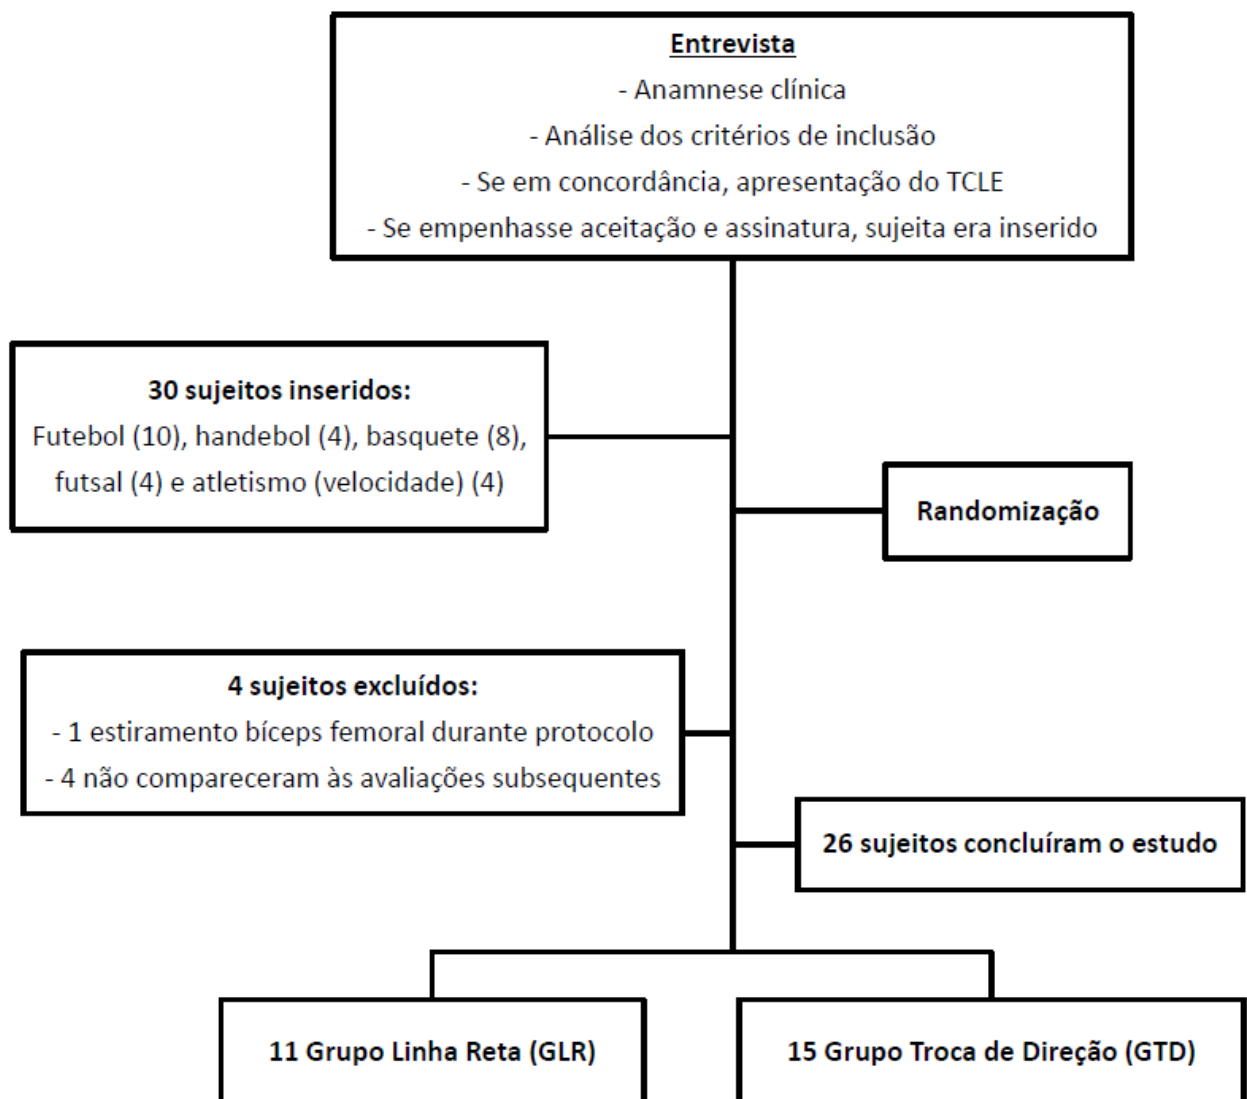 Entrevista
- Anamnese clínica
- Análise dos critérios de inclusão
- Se em concordância, apresentação do TCLE
- Se empenhasse aceitação e assinatura, sujeita era inserido
30 sujeitos inseridos:
Futebol (10), handebol (4), basquete (8),
futsal (4) e atletismo (velocidade) (4)
Randomização
4 sujeitos excluídos:
- 1 estiramento bíceps femoral durante protocolo
- 4 não compareceram às avaliações subsequentes
26 sujeitos concluíram o estudo
11 Grupo Linha Reta (GLR)
15 Grupo Troca de Direção (GTD)